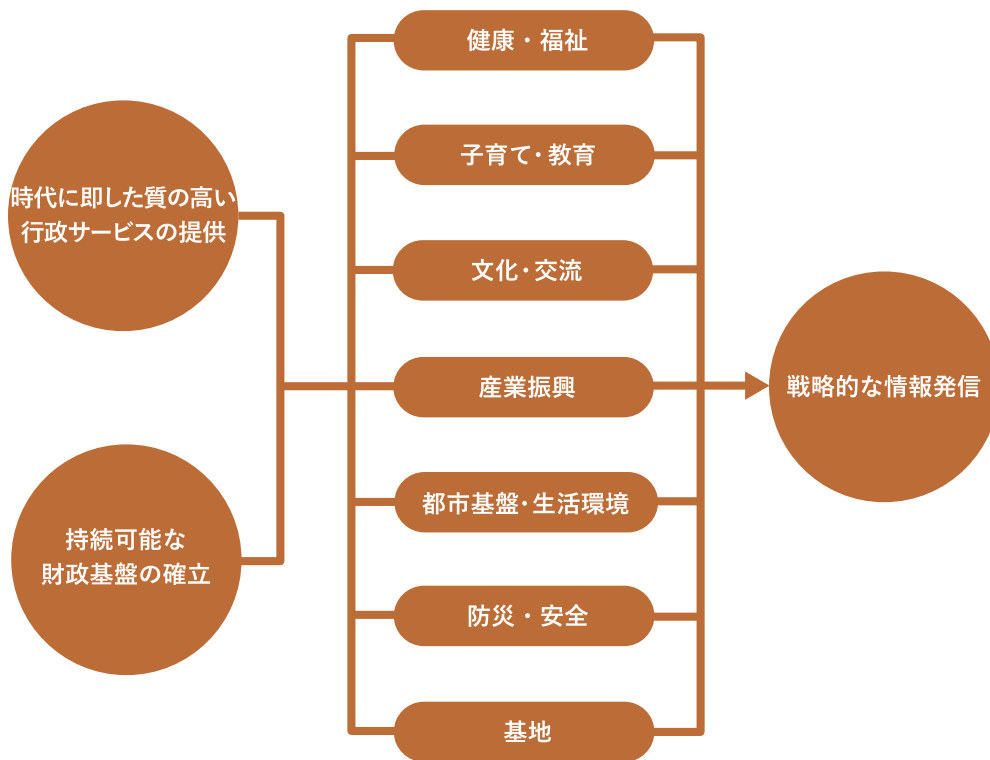 時代に即した質の高い
行政サービスの提供
持続可能な
財政基盤の確立
健康・福祉
子育て・教育
文化・交流
産業振興
都市基盤・生活環境
防災・安全
基地
戦略的な情報発信